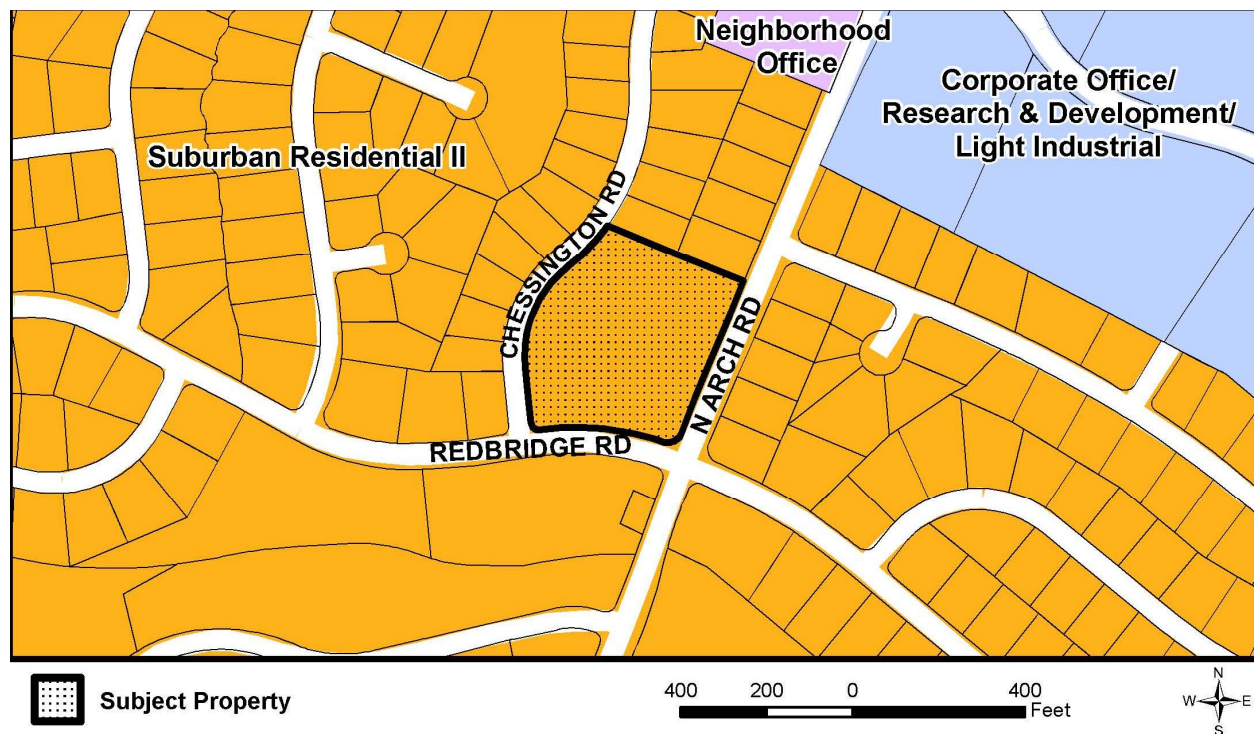 Neighborhood
Office
Corporate Office/
Research & Development/
Light Industrial
Suburban Residential II
CHESSINGTON RD
N ARCH RD
REDBRIDGE RD
Subject Property
400 200 0 400
Feet
N
W E
S